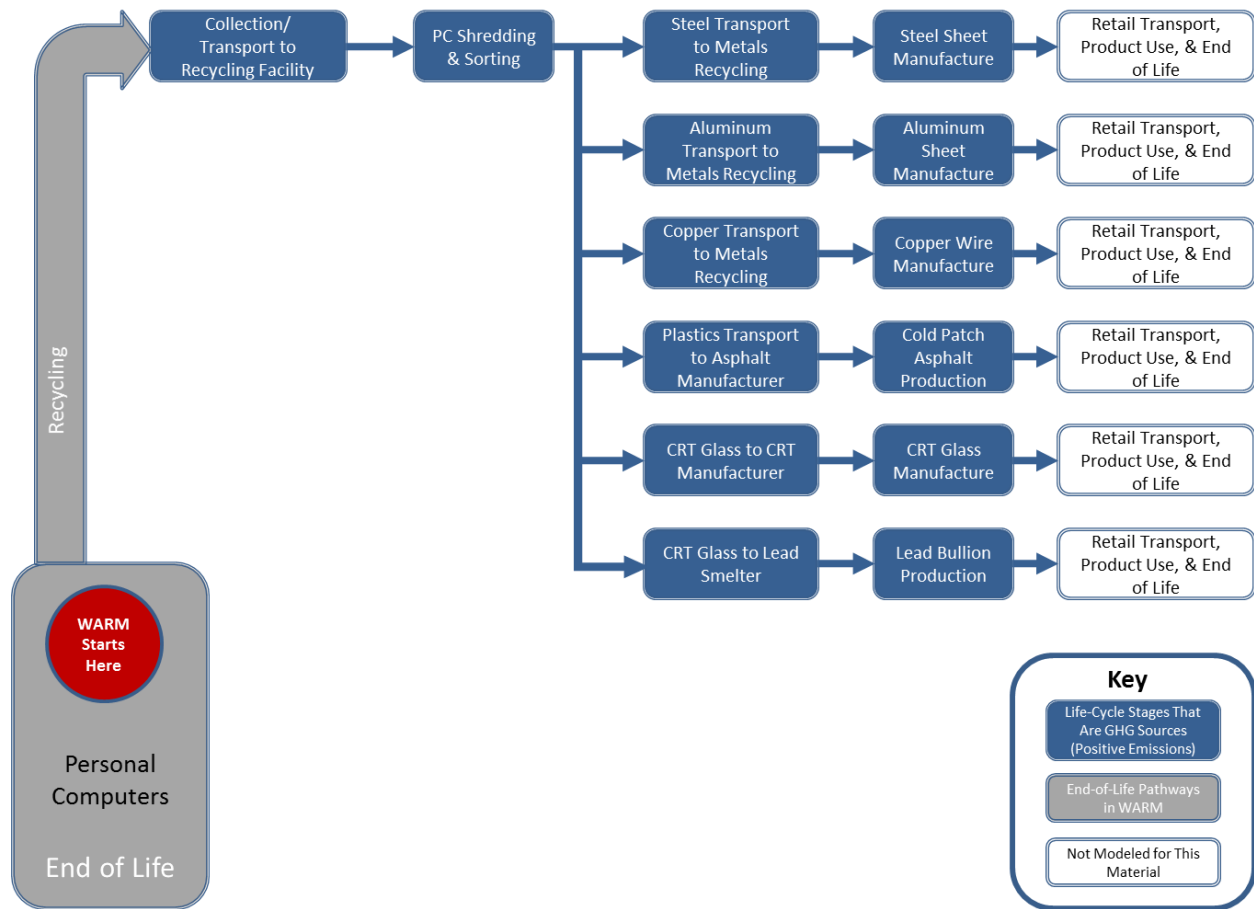 Collection/
Transport to
Recycling Facility
PC Shredding
& Sorting
Steel Transport
to Metals
Recycling
Steel Sheet
Manufacture
Retail Transport,
Product Use, & End
of Life
Aluminum
Transport to
Metals Recycling
Aluminum
Sheet
Manufacture
Retail Transport,
Product Use, & End
of Life
Copper Transport
to Metals
Recycling
Copper Wire
Manufacture
Retail Transport,
Product Use, & End
of Life
Plastics Transport
to Asphalt
Manufacturer
Cold Patch
Asphalt
Production
Retail Transport,
Product Use, & End
of Life
CRT Glass to CRT
Manufacturer
CRT Glass
Manufacture
Retail Transport,
Product Use, & End
of Life
CRT Glass to Lead
Smelter
Lead Bullion
Production
Retail Transport,
Product Use, & End
of Life
Recycling
WARM
Starts
Here
Personal
Computers
End of Life
Key
Life-Cycle Stages That
Are GHG Sources
(Positive Emissions)
End-of-Life Pathways
in WARM
Not Modeled for This
Material